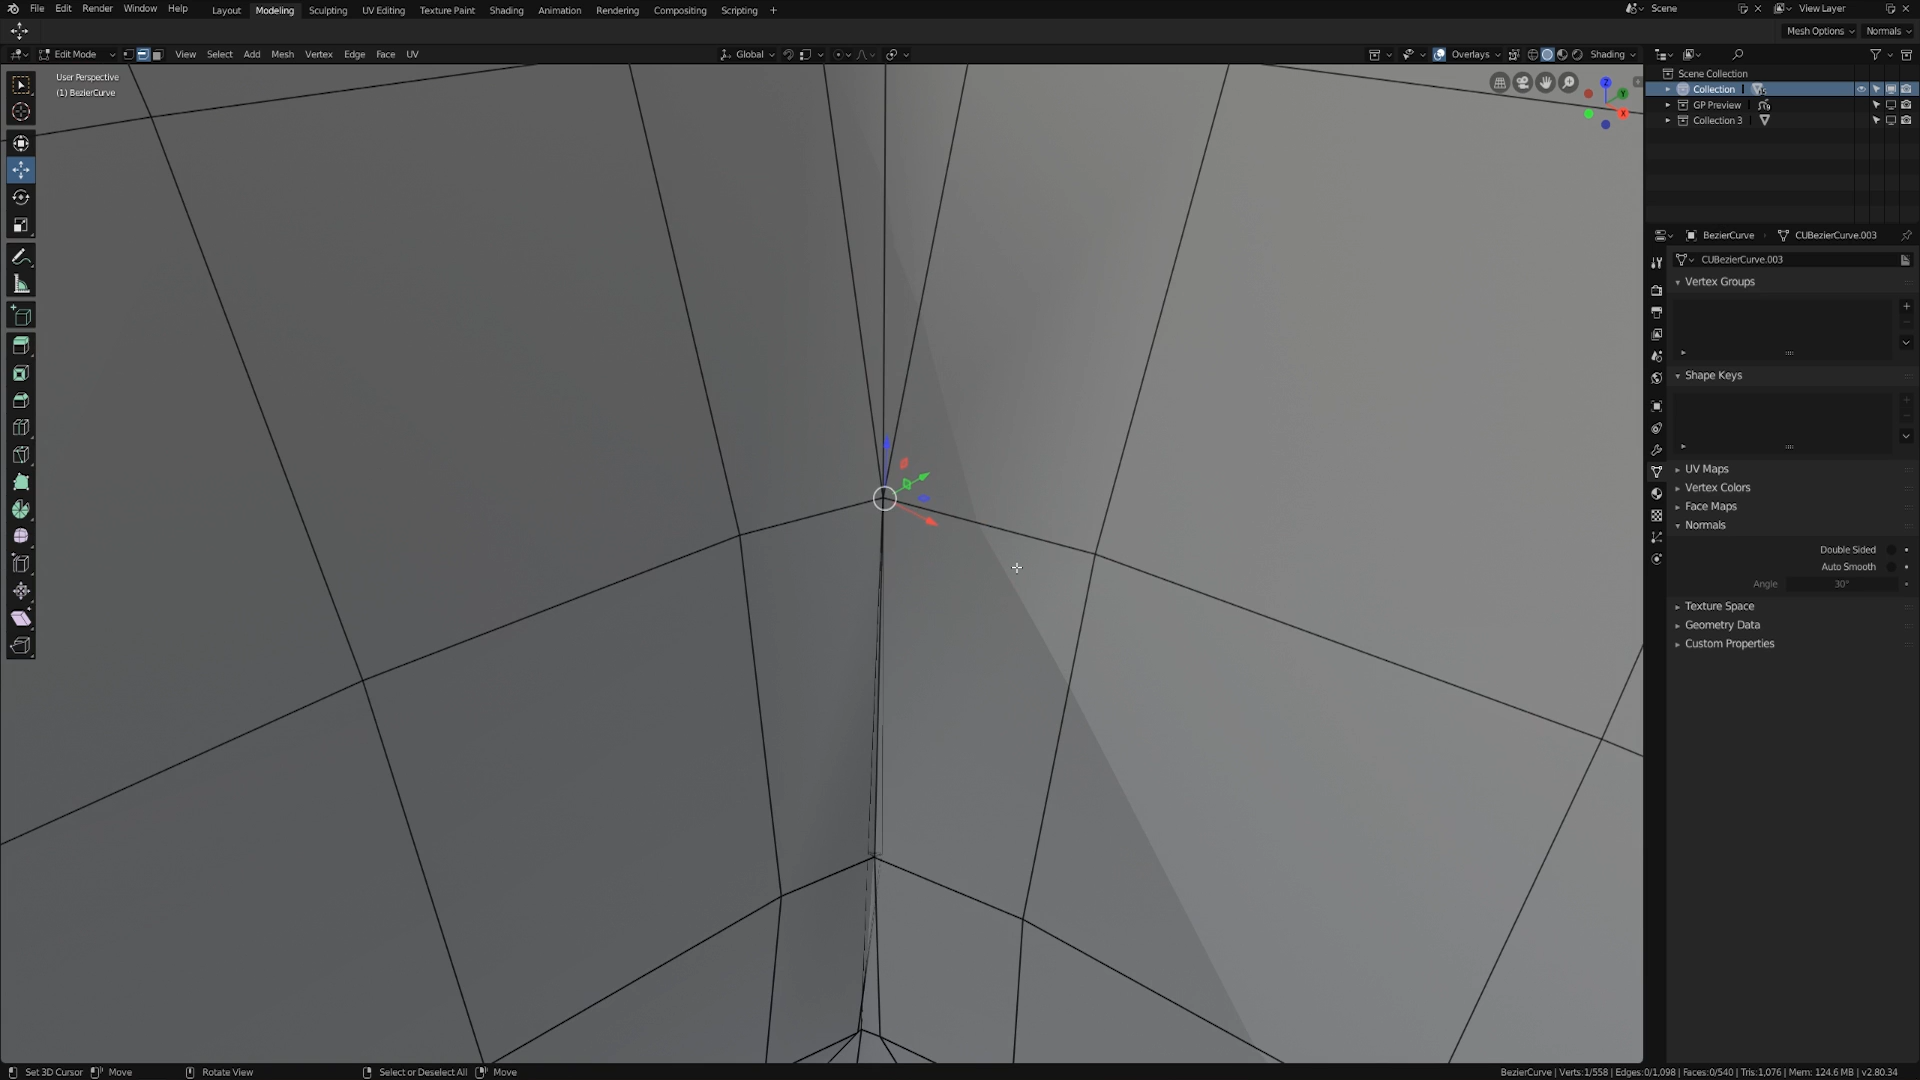 File Edit Render Window Help Layout Modeling Sculpting UV Editing Texture Paint Shading Animation Rendering Compositing Scripting + Scene View Layer
Mesh Options Normals
Edit Mode View Select Add Mesh Vertex Edge Face UV Global Overlays Shading
User Perspective
(1) BezierCurve
Scene Collection
Collection
GP Preview
Collection 3
BezierCurve CUBezierCurve.003
CUBezierCurve.003
Vertex Groups
Shape Keys
UV Maps
Vertex Colors
Face Maps
Normals
Double Sided
Auto Smooth
Angle 30°
Texture Space
Geometry Data
Custom Properties
Set 3D Cursor Move Rotate View Select or Deselect All Move BezierCurve | Verts:1/558 | Edges:0/1,098 | Faces:0/540 | Tris:1,076 | Mem: 124.6 MB | v2.80.34